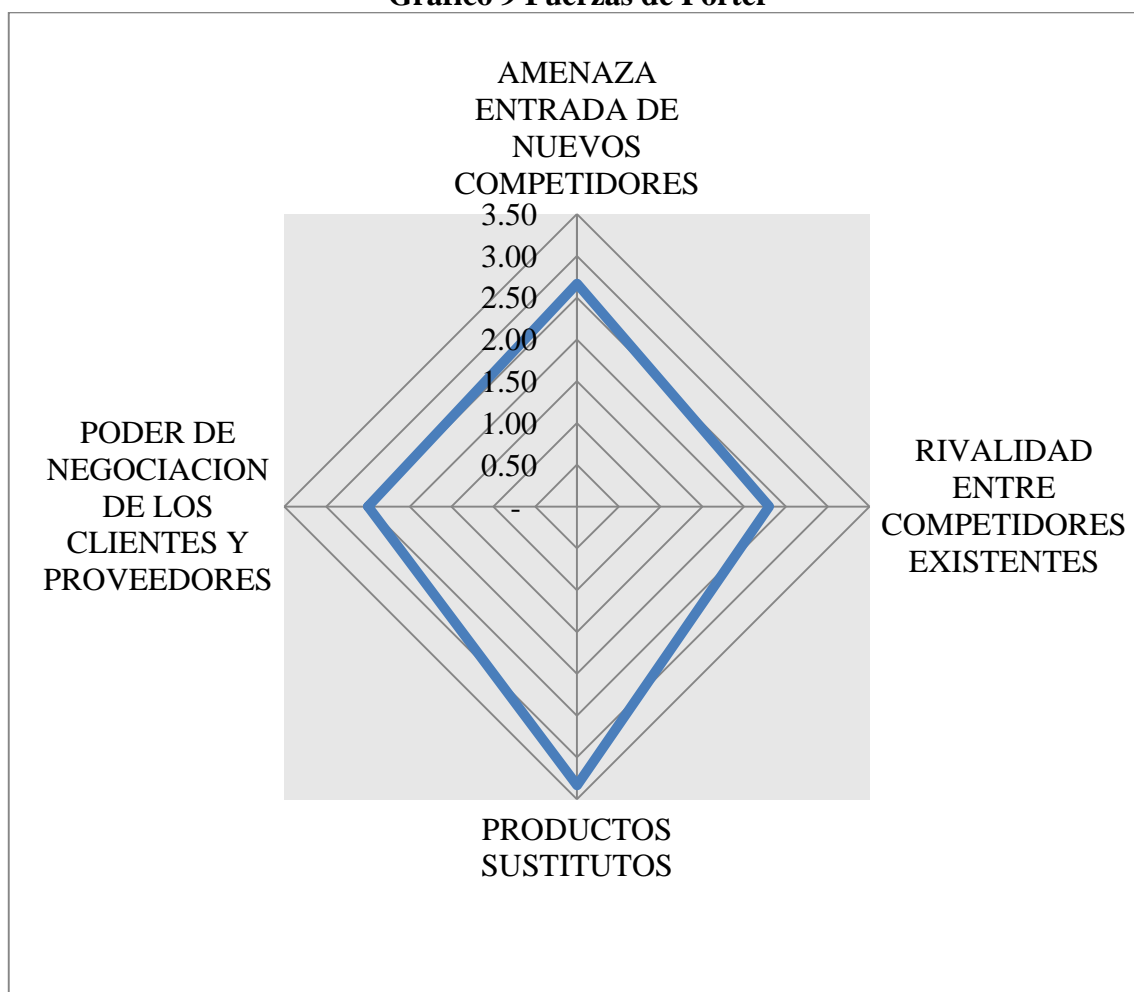 Gráfico 9 Fuerzas de Porter
AMENAZA
ENTRADA DE
NUEVOS
COMPETIDORES
3.50
3.00
2.50
2.00
1.50
1.00
0.50
-
PODER DE
NEGOCIACION
DE LOS
CLIENTES Y
PROVEEDORES
RIVALIDAD
ENTRE
COMPETIDORES
EXISTENTES
PRODUCTOS
SUSTITUTOS